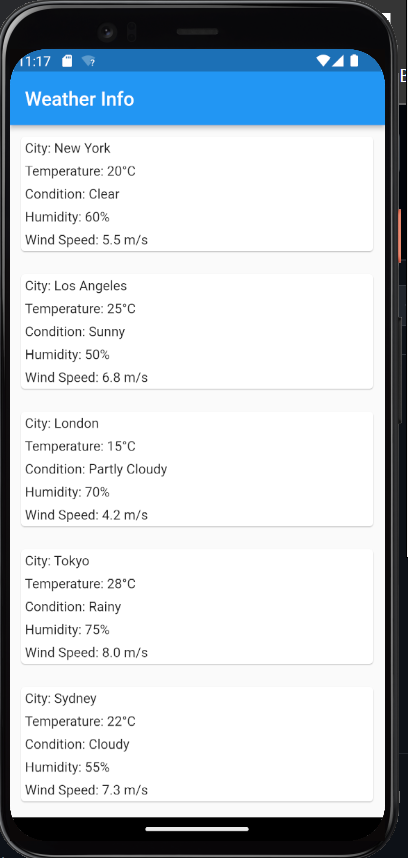 11:17
Weather Info
City: New York
Temperature: 20°C
Condition: Clear
Humidity: 60%
Wind Speed: 5.5 m/s
City: Los Angeles
Temperature: 25°C
Condition: Sunny
Humidity: 50%
Wind Speed: 6.8 m/s
City: London
Temperature: 15°C
Condition: Partly Cloudy
Humidity: 70%
Wind Speed: 4.2 m/s
City: Tokyo
Temperature: 28°C
Condition: Rainy
Humidity: 75%
Wind Speed: 8.0 m/s
City: Sydney
Temperature: 22°C
Condition: Cloudy
Humidity: 55%
Wind Speed: 7.3 m/s